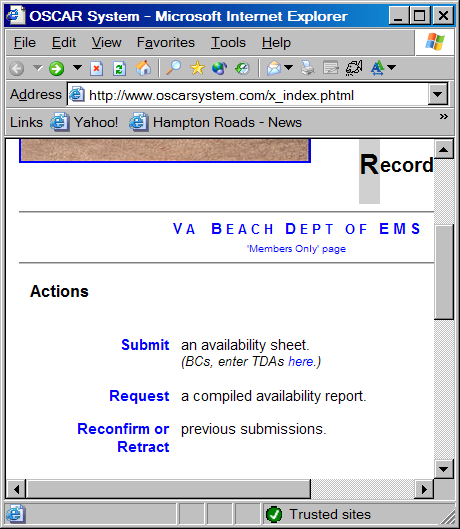 OSCAR System - Microsoft Internet Explorer
File Edit View Favorites Tools Help
Address http://www.oscarsystem.com/x_index.phtml
Links Yahoo! Hampton Roads - News »
Record
VA BEACH DEPT OF EMS
'Members Only' page
Actions
Submit an availability sheet.
(BCs, enter TDAs here.)
Request a compiled availability report.
Reconfirm or previous submissions.
Retract
Trusted sites